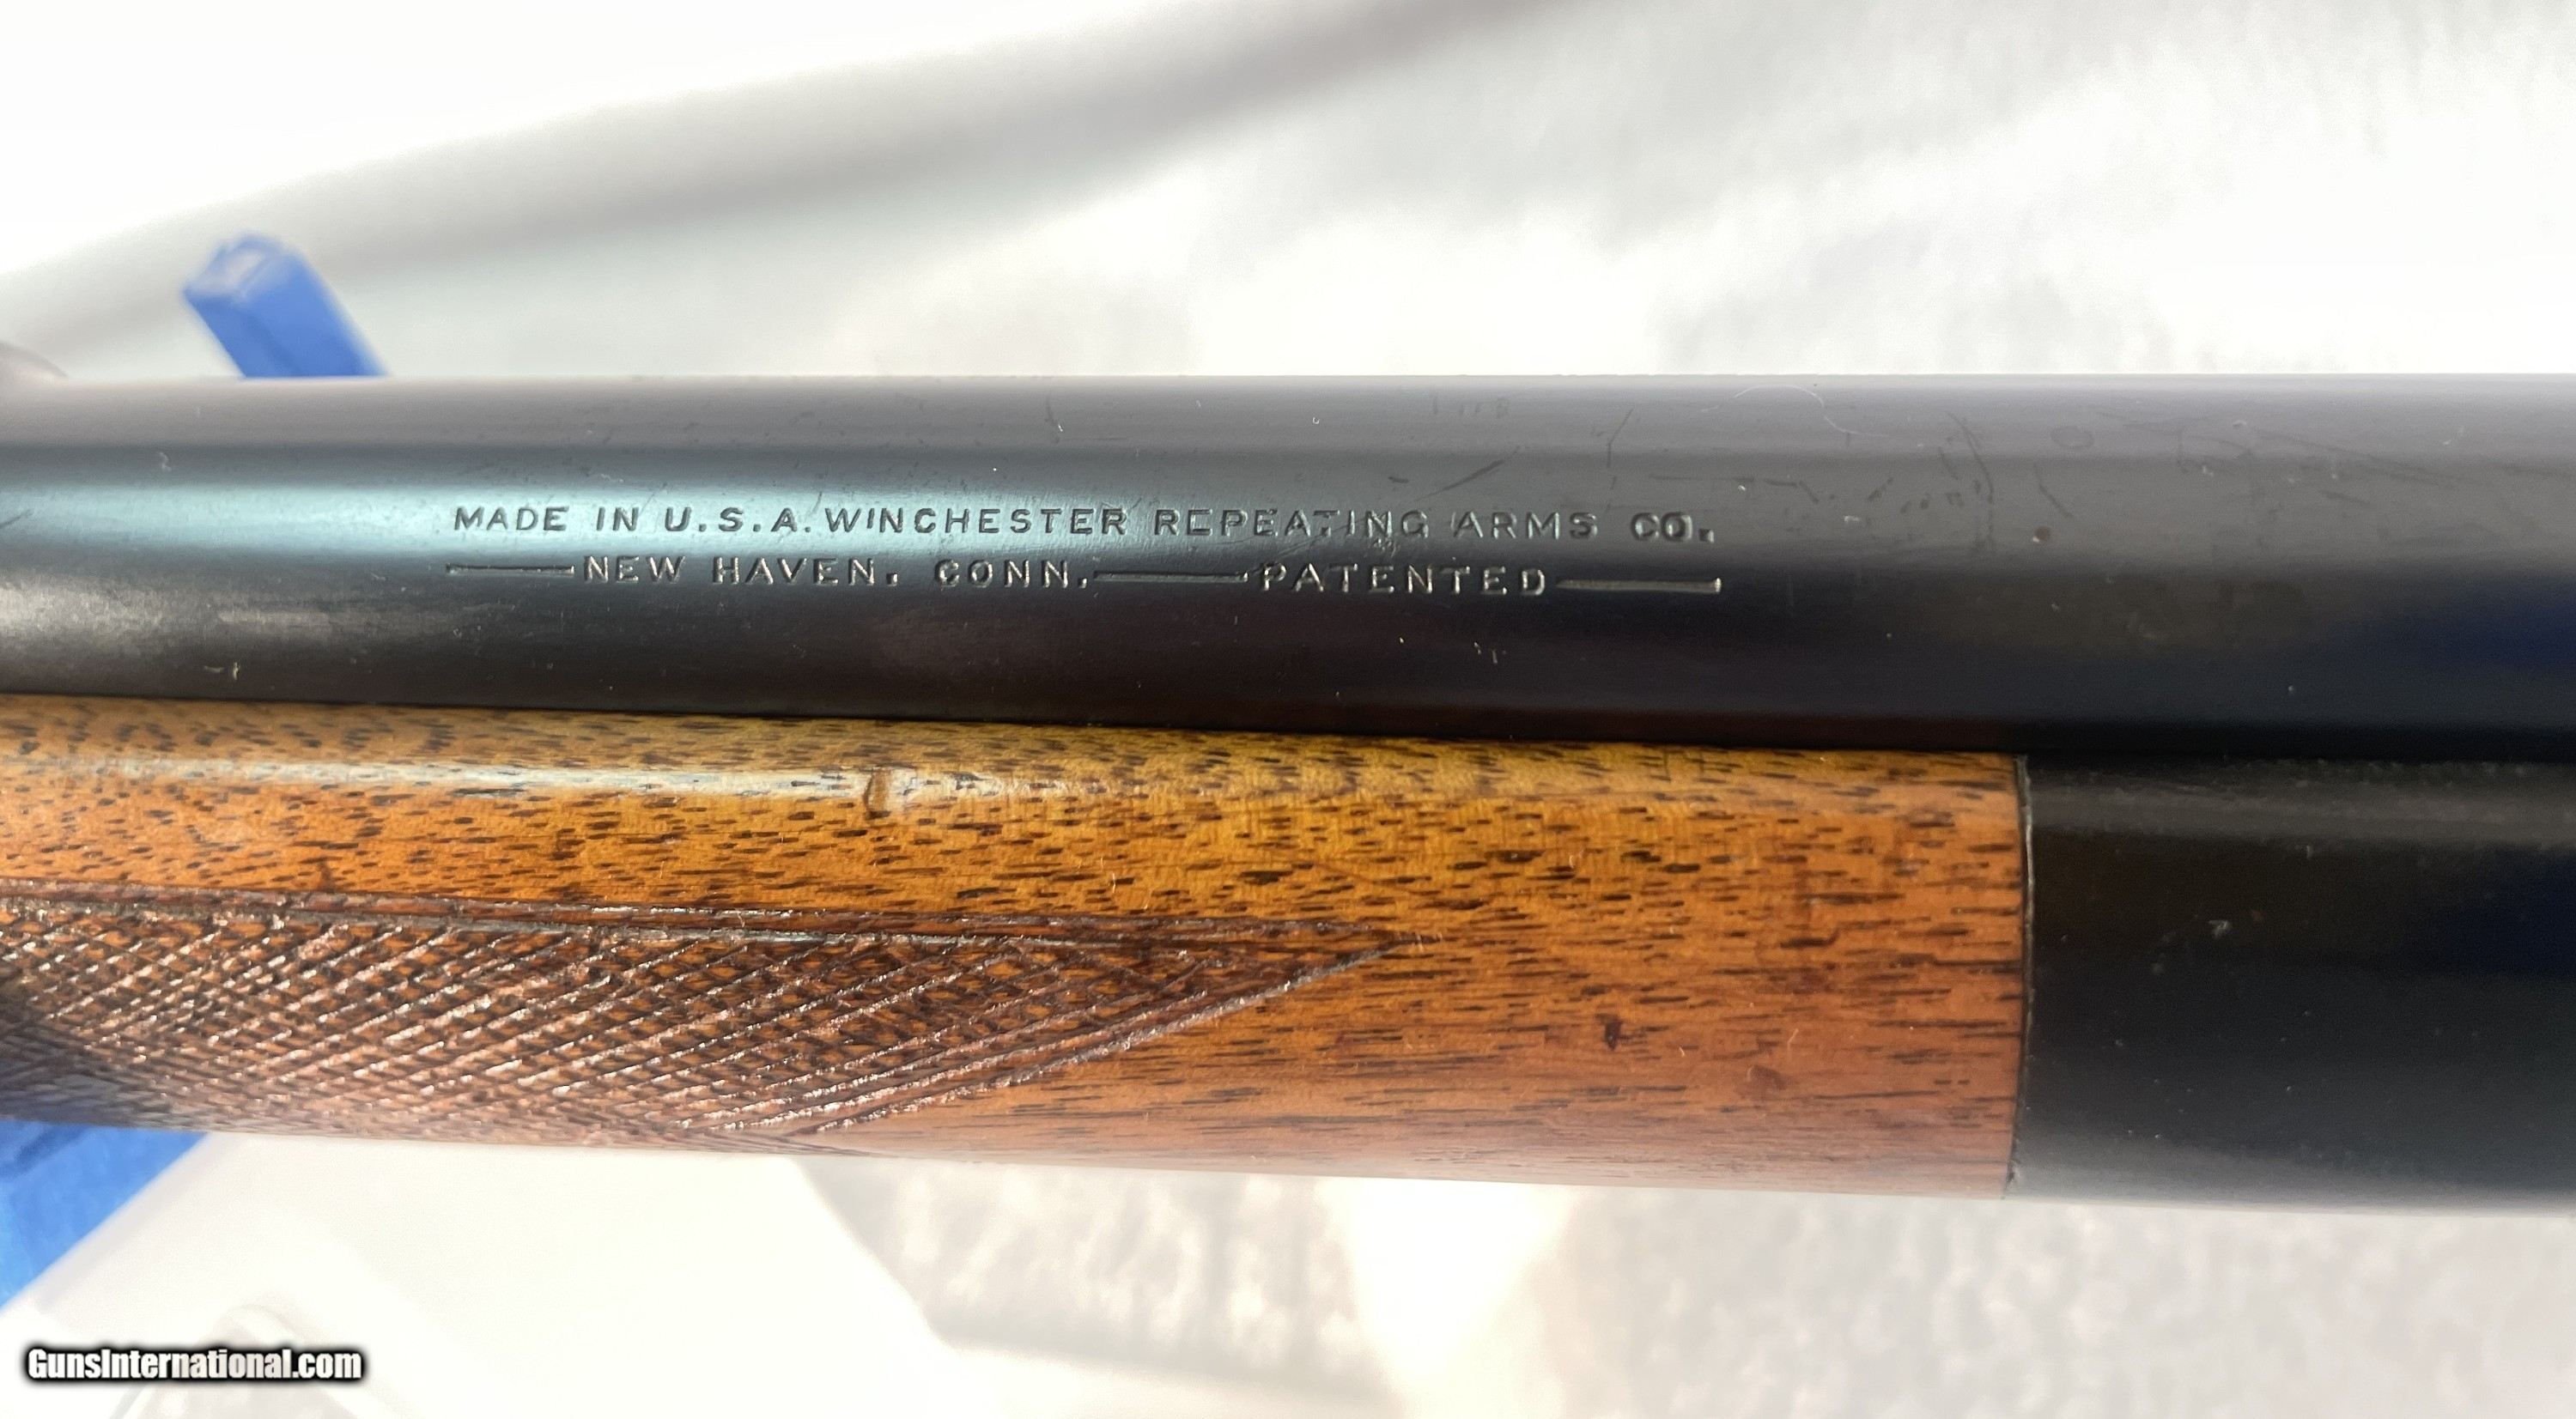 MADE IN U.S.A. WINCHESTER REPEATING ARMS CO.
NEW HAVEN, CONN. PATENTED
GunsInternational.com